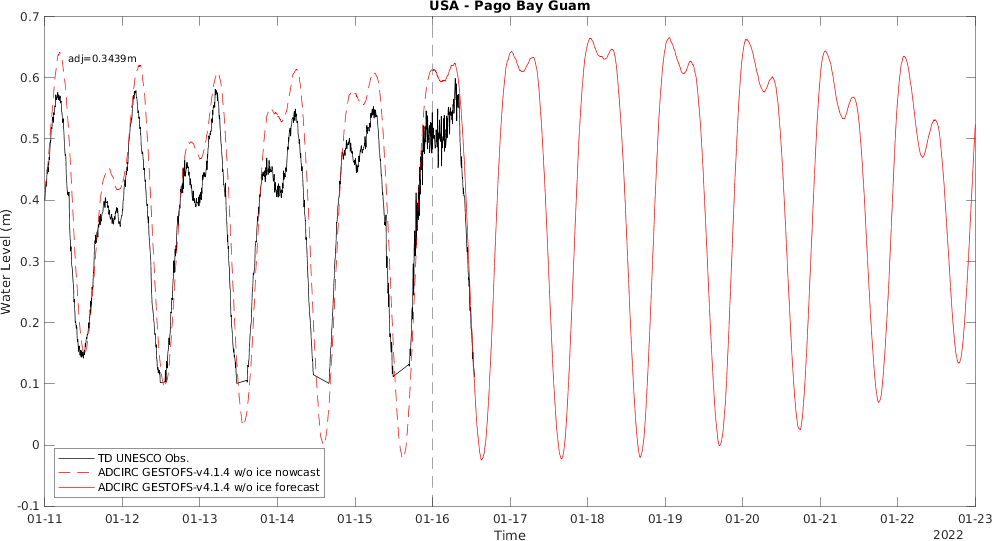 USA - Pago Bay Guam
adj=0.3439m
0.7
0.6
0.5
0.4
0.3
0.2
0.1
0
-0.1
Water Level (m)
TD UNESCO Obs.
ADCIRC GESTOFS-v4.1.4 w/o ice nowcast
ADCIRC GESTOFS-v4.1.4 w/o ice forecast
01-11 01-12 01-13 01-14 01-15 01-16 01-17 01-18 01-19 01-20 01-21 01-22 01-23
Time
2022